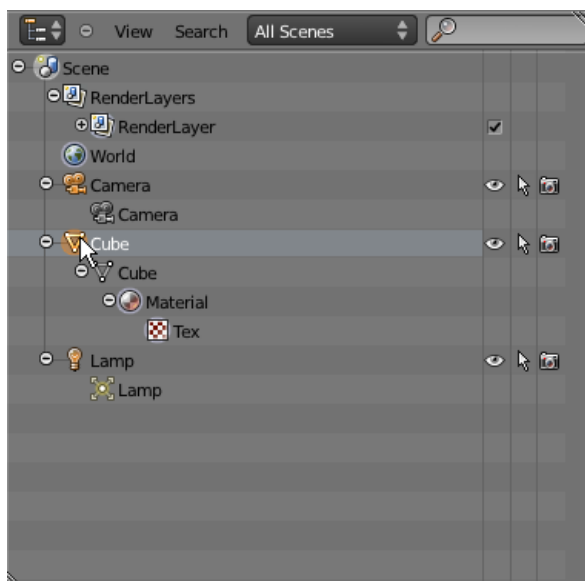 View Search All Scenes
Scene
RenderLayers
RenderLayer
World
Camera
Camera
Cube
Cube
Material
Tex
Lamp
Lamp